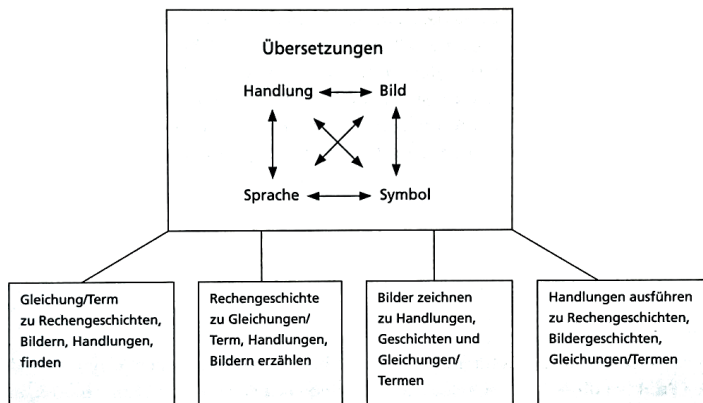 Übersetzungen
Handlung Bild
Sprache Symbol
Gleichung/Term
zu Rechengeschichten,
Bildern, Handlungen,
finden
Rechengeschichte
zu Gleichungen/
Term, Handlungen,
Bildern erzählen
Bilder zeichnen
zu Handlungen,
Geschichten und
Gleichungen/
Termen
Handlungen ausführen
zu Rechengeschichten,
Bildergeschichten,
Gleichungen/Termen